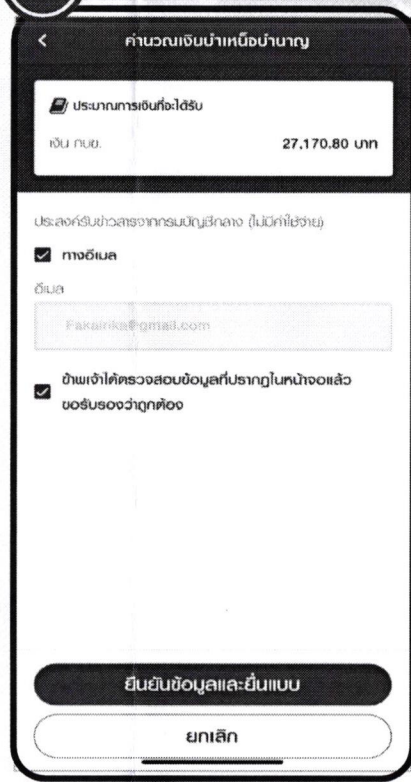 คำนวณเงินบำเหน็จบำนาญ
ประมาณการเงินที่จะได้รับ
เงิน กบข. 27,170.80 บาท
ประสงค์รับข่าวสารจากกรมบัญชีกลาง (ไม่มีค่าใช้จ่าย)
ทางอีเมล
อีเมล
@gmail.com
ข้าพเจ้าได้ตรวจสอบข้อมูลที่ปรากฏในหน้าจอแล้ว
ขอรับรองว่าถูกต้อง
ยืนยันข้อมูลและยื่นแบบ
ยกเลิก